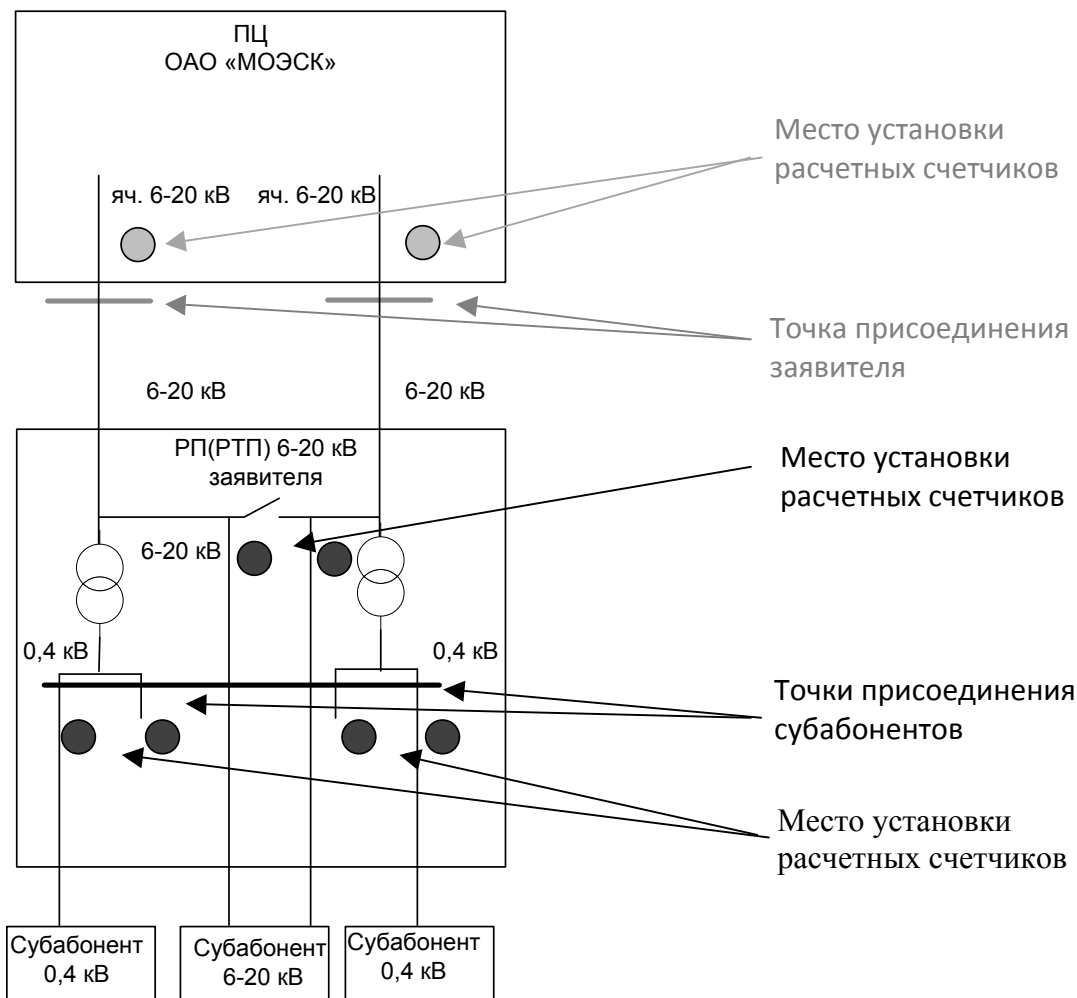 ПЦ
ОАО «МОЭСК»
Место установки
расчетных счетчиков
яч. 6-20 кВ
яч. 6-20 кВ
Точка присоединения
заявителя
6-20 кВ
6-20 кВ
РП(РТП) 6-20 кВ
заявителя
Место установки
расчетных счетчиков
6-20 кВ
0,4 кВ
0,4 кВ
Точки присоединения
субабонентов
Место установки
расчетных счетчиков
Субабонент
0,4 кВ
Субабонент
6-20 кВ
Субабонент
0,4 кВ